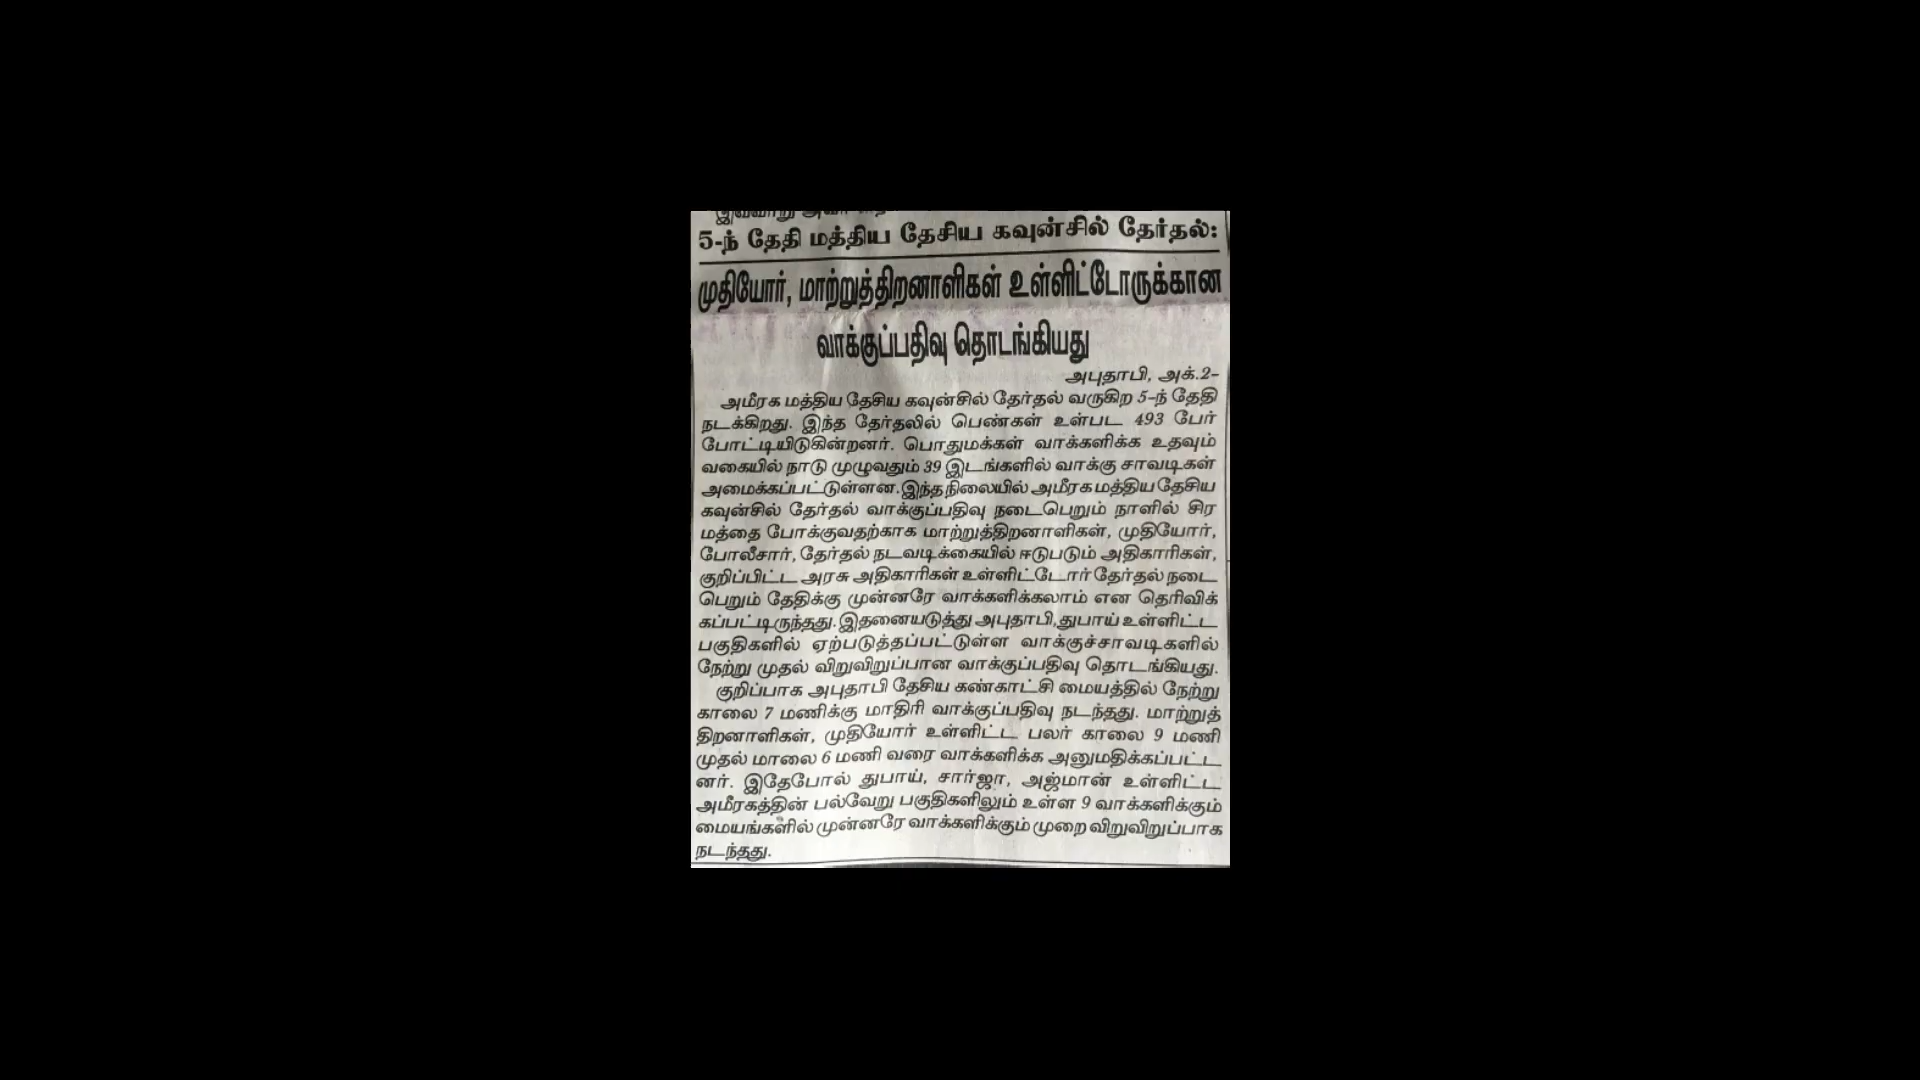 5-ந் தேதி மத்திய தேசிய கவுன்சில் தேர்தல்:
முதியோர், மாற்றுத்திறனாளிகள் உள்ளிட்டோருக்கான
வாக்குப்பதிவு தொடங்கியது
அபுதாபி, அக்.2-
அமீரக மத்திய தேசிய கவுன்சில் தேர்தல் வருகிற 5-ந் தேதி
நடக்கிறது. இந்த தேர்தலில் பெண்கள் உள்பட 493 பேர்
போட்டியிடுகின்றனர். பொதுமக்கள் வாக்களிக்க உதவும்
வகையில் நாடு முழுவதும் 39 இடங்களில் வாக்கு சாவடிகள்
அமைக்கப்பட்டுள்ளன.இந்தநிலையில் அமீரக மத்திய தேசிய
கவுன்சில் தேர்தல் வாக்குப்பதிவு நடைபெறும் நாளில் சிர
மத்தை போக்குவதற்காக மாற்றுத்திறனாளிகள், முதியோர்,
போலீசார், தேர்தல் நடவடிக்கையில் ஈடுபடும் அதிகாரிகள்,
குறிப்பிட்ட அரசு அதிகாரிகள் உள்ளிட்டோர் தேர்தல் நடை
பெறும் தேதிக்கு முன்னரே வாக்களிக்கலாம் என தெரிவிக்
கப்பட்டிருந்தது.இதனையடுத்து அபுதாபி,துபாய் உள்ளிட்ட
பகுதிகளில் ஏற்படுத்தப்பட்டுள்ள வாக்குச்சாவடிகளில்
நேற்று முதல் விறுவிறுப்பான வாக்குப்பதிவு தொடங்கியது.
குறிப்பாக அபுதாபி தேசிய கண்காட்சி மையத்தில் நேற்று
காலை 7 மணிக்கு மாதிரி வாக்குப்பதிவு நடந்தது. மாற்றுத்
திறனாளிகள், முதியோர் உள்ளிட்ட பலர் காலை 9 மணி
முதல் மாலை 6 மணி வரை வாக்களிக்க அனுமதிக்கப்பட்ட
னர். இதேபோல் துபாய், சார்ஜா, அஜ்மான் உள்ளிட்ட
அமீரகத்தின் பல்வேறு பகுதிகளிலும் உள்ள 9 வாக்களிக்கும்
மையங்களில் முன்னரே வாக்களிக்கும் முறை விறுவிறுப்பாக
நடந்தது.